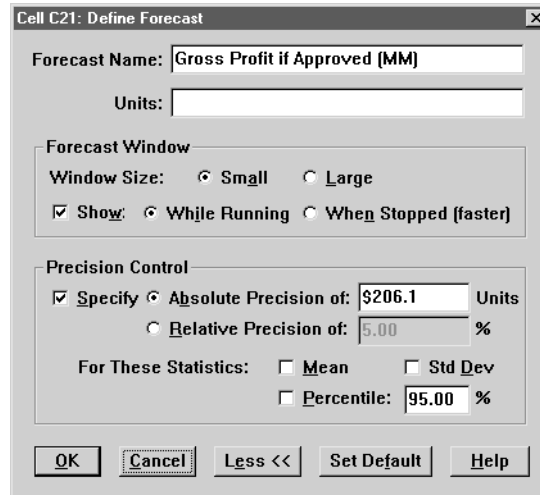 Cell C21: Define Forecast
Forecast Name: Gross Profit if Approved (MM)
Units:
Forecast Window
Window Size: Small Large
Show: While Running When Stopped (faster)
Precision Control
Specify Absolute Precision of: $206.1 Units
Relative Precision of: 5.00 %
For These Statistics: Mean Std Dev
Percentile: 95.00 %
OK Cancel Less << Set Default Help